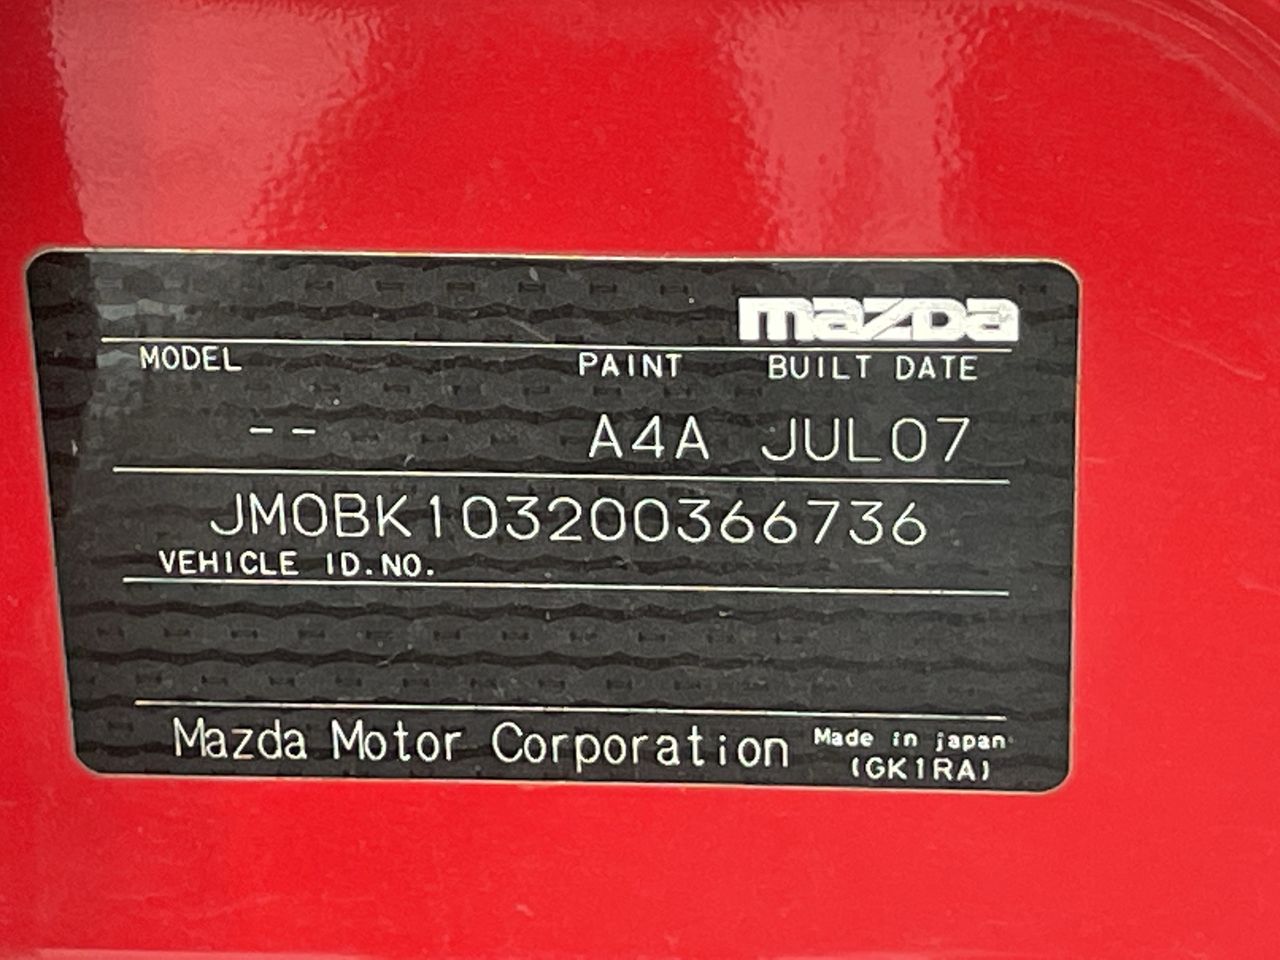 mazda
MODEL PAINT BUILT DATE
-- A4A JUL07
JM0BK103200366736
VEHICLE ID.NO.
Mazda Motor Corporation Made in japan
(GK1RA)